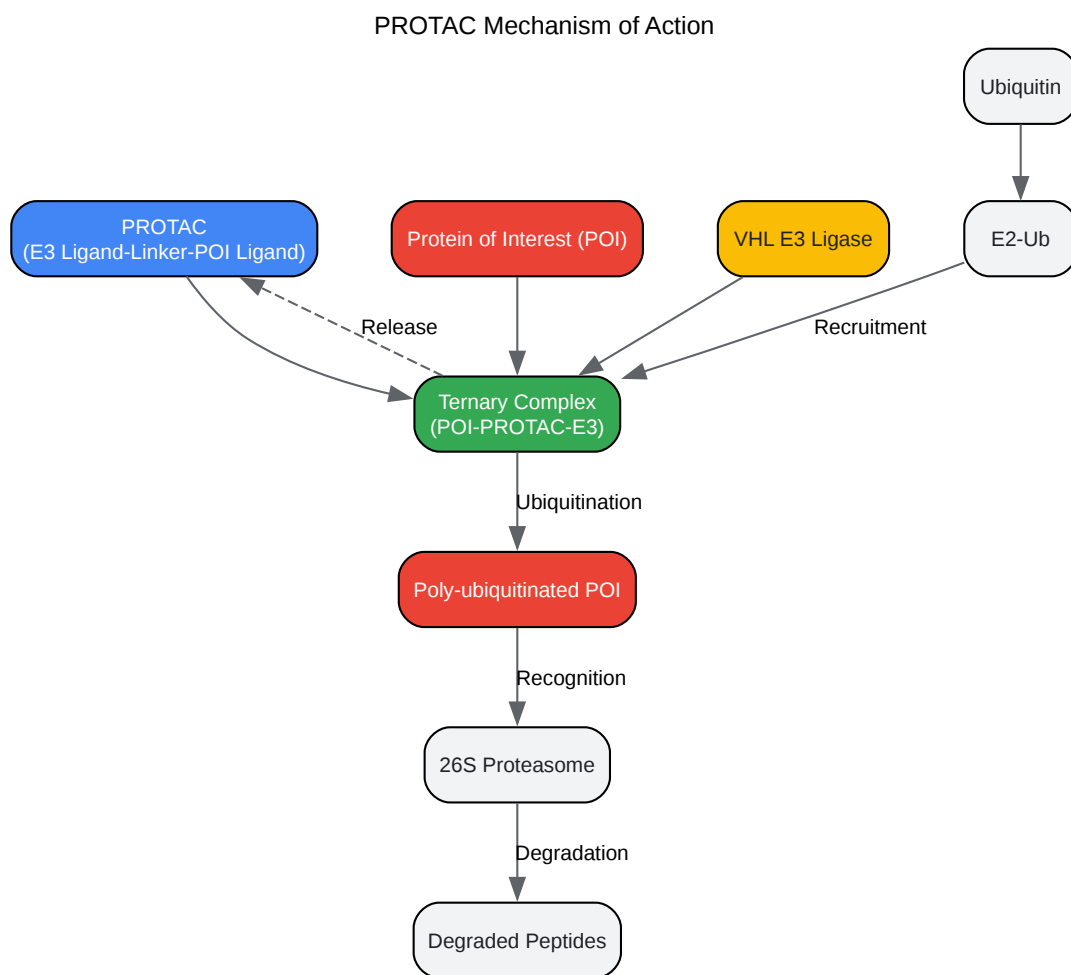 PROTAC Mechanism of Action
Ubiquitin
PROTAC
(E3 Ligand-Linker-POI Ligand)
Protein of Interest (POI)
VHL E3 Ligase
E2-Ub
Release
Recruitment
Ternary Complex
(POI-PROTAC-E3)
Ubiquitination
Poly-ubiquitinated POI
Recognition
26S Proteasome
Degradation
Degraded Peptides